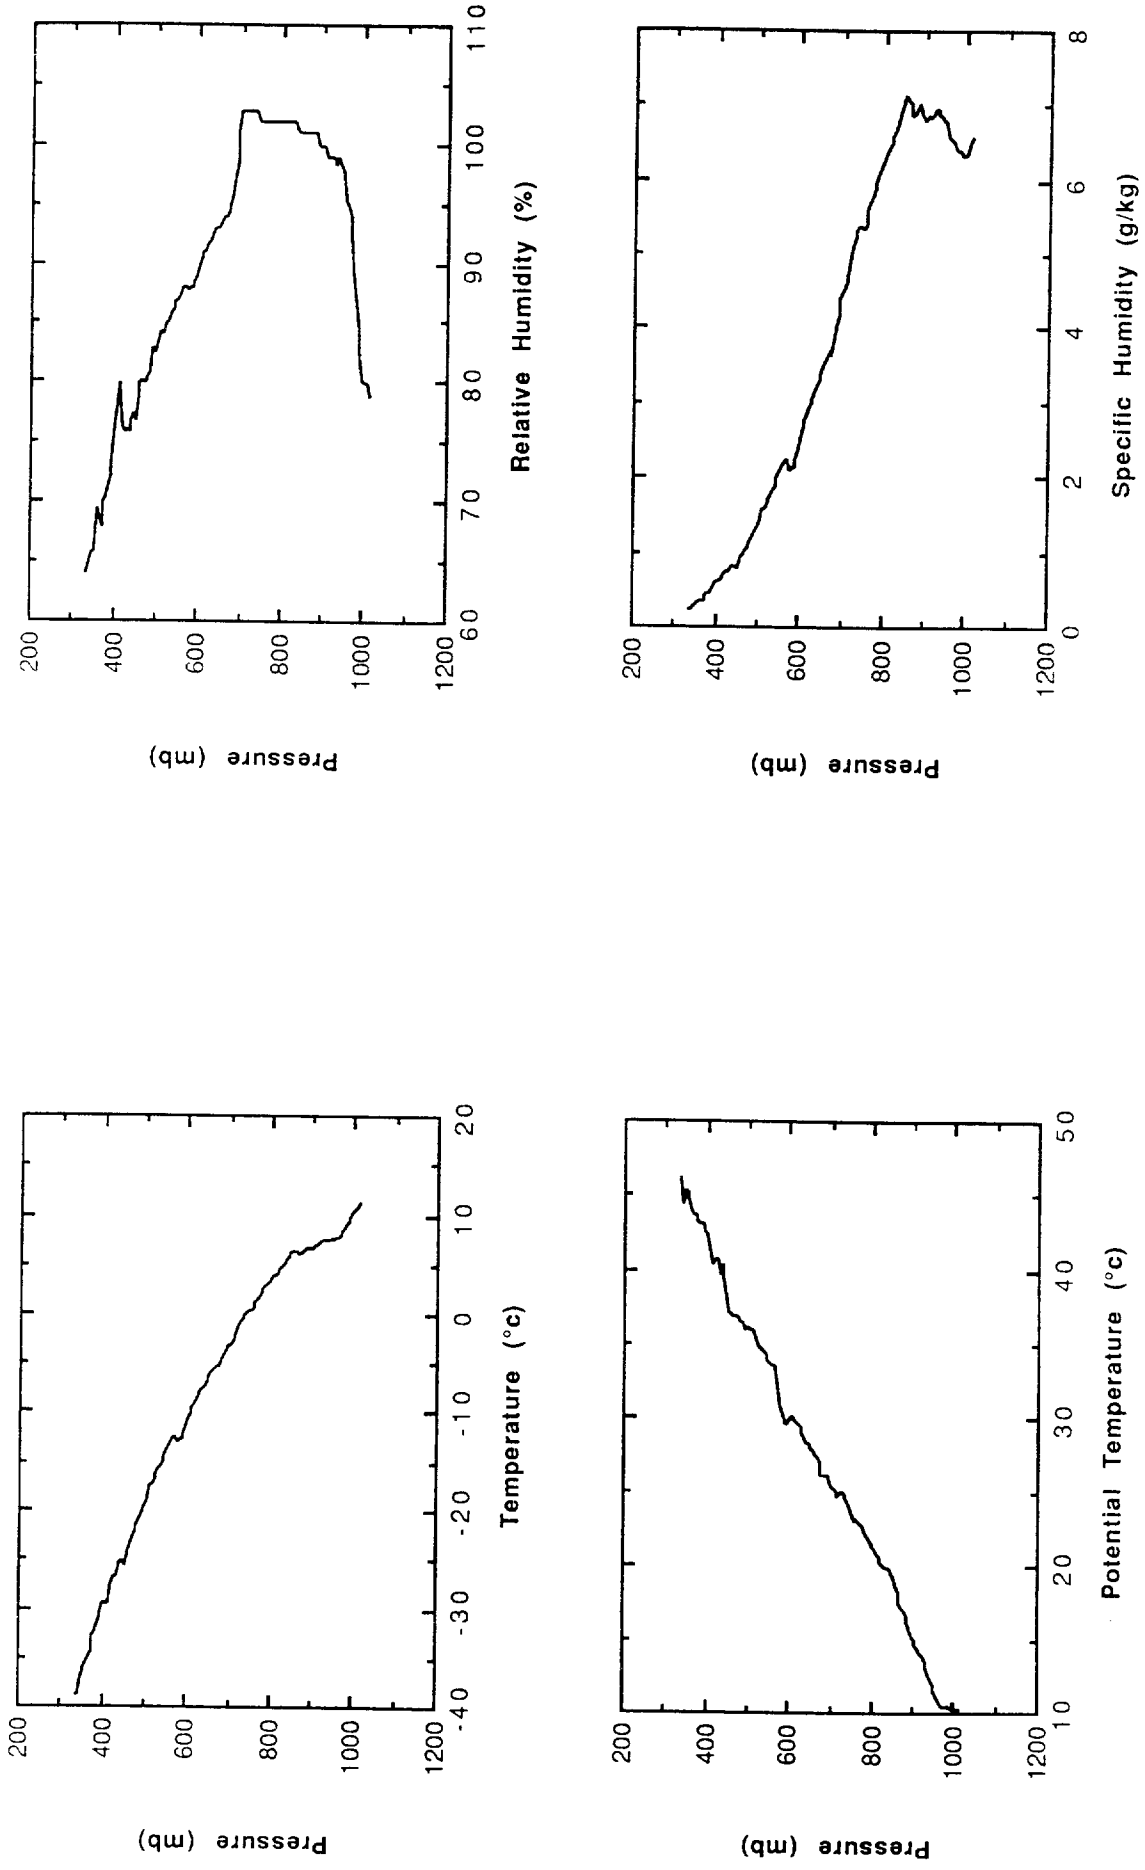 Pressure (mb)
200
400
600
800
1000
1200
-40 -30 -20 -10 0 10 20
Temperature (°c)
Pressure (mb)
200
400
600
800
1000
1200
60 70 80 90 100 110
Relative Humidity (%)
Pressure (mb)
200
400
600
800
1000
1200
10 20 30 40 50
Potential Temperature (°c)
Pressure (mb)
200
400
600
800
1000
1200
0 2 4 6 8
Specific Humidity (g/kg)